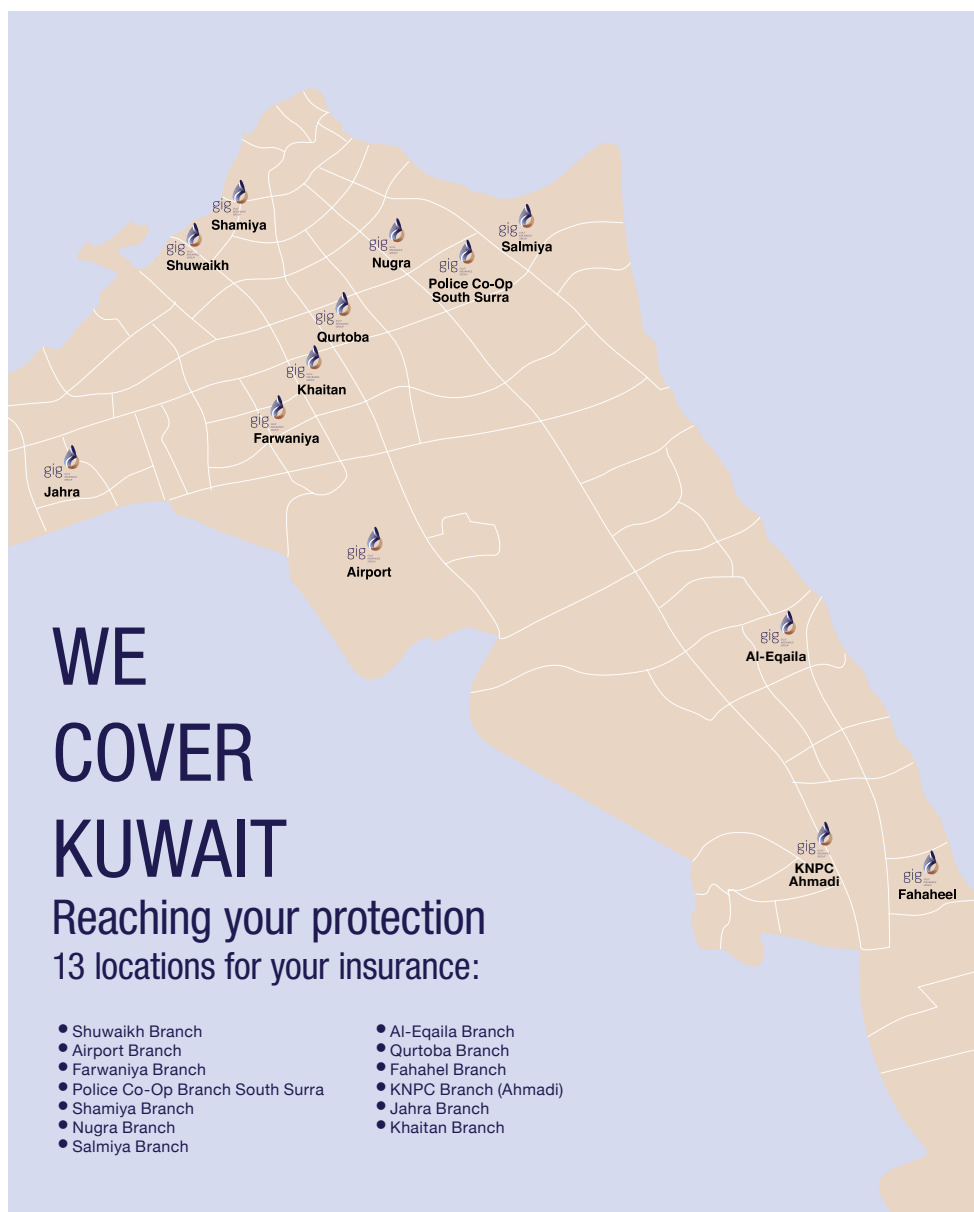 gig
Shamiya
gig
Shuwaikh
gig
Nugra
gig
Salmiya
gig
Police Co-Op
South Surra
gig
Qurtoba
gig
Khaitan
gig
Farwaniya
gig
Jahra
gig
Airport
gig
Al-Eqaila
gig
KNPC
Ahmadi
gig
Fahaheel
WE
COVER
KUWAIT
Reaching your protection
13 locations for your insurance:
• Shuwaikh Branch
• Airport Branch
• Farwaniya Branch
• Police Co-Op Branch South Surra
• Shamiya Branch
• Nugra Branch
• Salmiya Branch
• Al-Eqaila Branch
• Qurtoba Branch
• Fahahel Branch
• KNPC Branch (Ahmadi)
• Jahra Branch
• Khaitan Branch